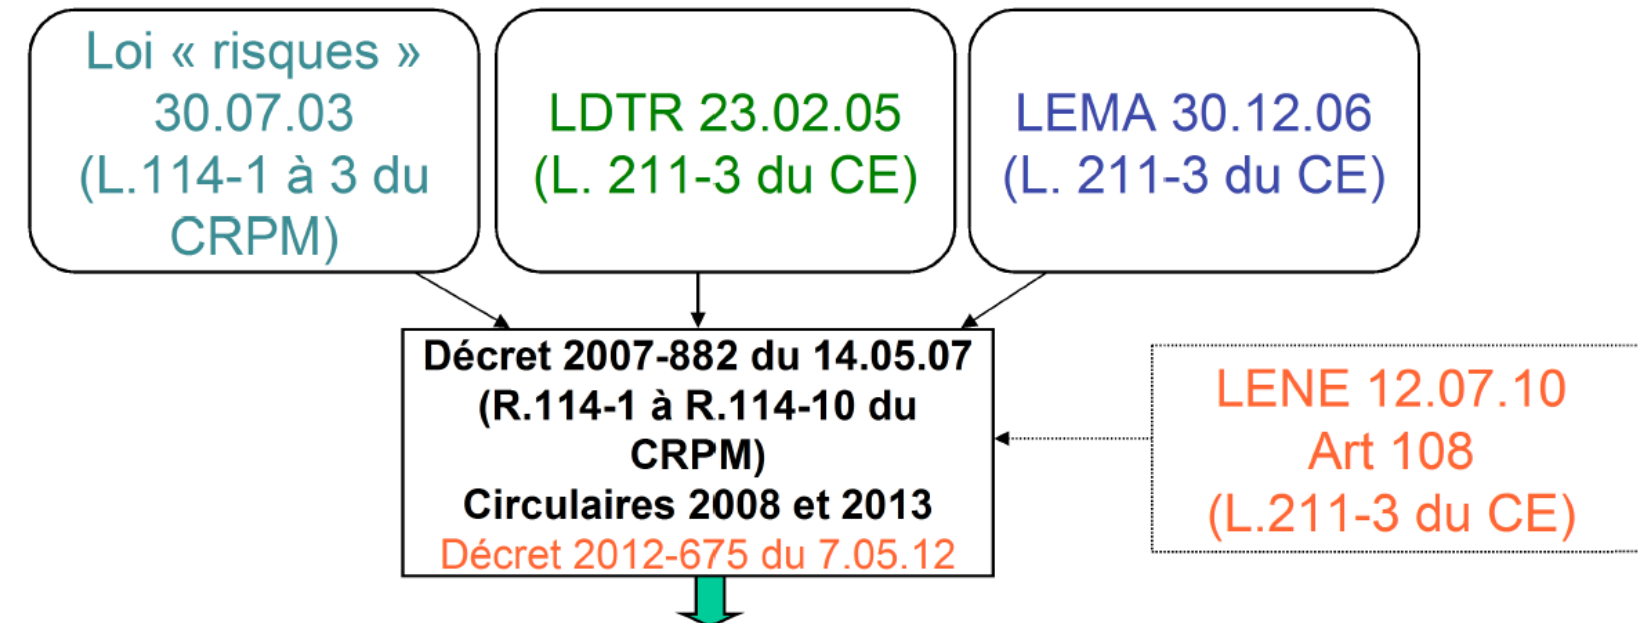 Loi « risques »
30.07.03
(L.114-1 à 3 du
CRPM)
LDTR 23.02.05
(L. 211-3 du CE)
LEMA 30.12.06
(L. 211-3 du CE)
Décret 2007-882 du 14.05.07
(R.114-1 à R.114-10 du
CRPM)
Circulaires 2008 et 2013
Décret 2012-675 du 7.05.12
LENE 12.07.10
Art 108
(L.211-3 du CE)